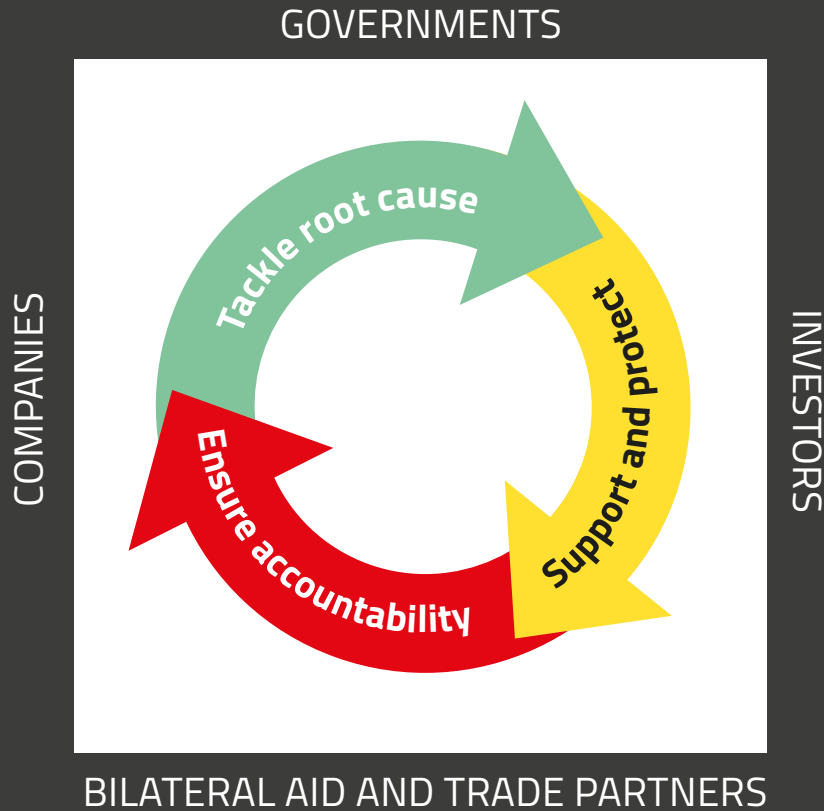 GOVERNMENTS
Tackle root cause
Support and protect
Ensure accountability
COMPANIES
INVESTORS
BILATERAL AID AND TRADE PARTNERS